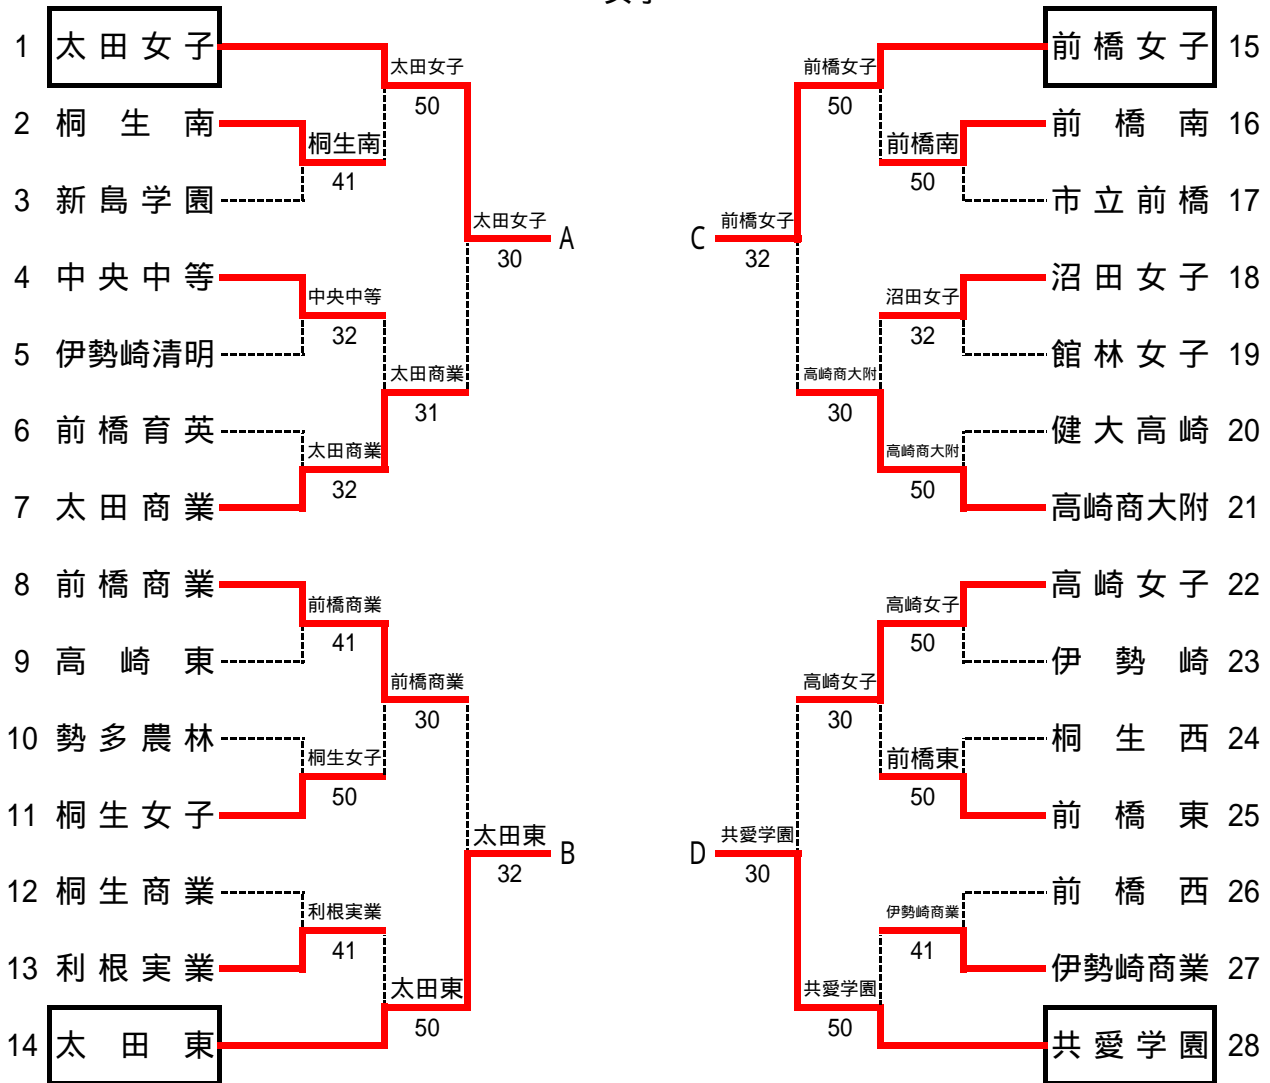 1 太田女子
2 桐生南
3 新島学園
4 中央中等
5 伊勢崎清明
6 前橋育英
7 太田商業
8 前橋商業
9 高崎東
10 勢多農林
11 桐生女子
12 桐生商業
13 利根実業
14 太田東
桐生南
41
中央中等
32
太田商業
32
前橋商業
41
桐生女子
50
利根実業
41
太田女子
50
太田商業
31
前橋商業
30
太田東
50
太田女子
30
A
太田東
32
B
C
前橋女子
32
D
共愛学園
30
前橋女子
50
高崎商大附
30
高崎女子
30
共愛学園
50
前橋南
50
沼田女子
32
高崎商大附
50
高崎女子
50
前橋東
50
伊勢崎商業
41
前橋女子 15
前橋南 16
市立前橋 17
沼田女子 18
館林女子 19
健大高崎 20
高崎商大附 21
高崎女子 22
伊勢崎 23
桐生西 24
前橋東 25
前橋西 26
伊勢崎商業 27
共愛学園 28